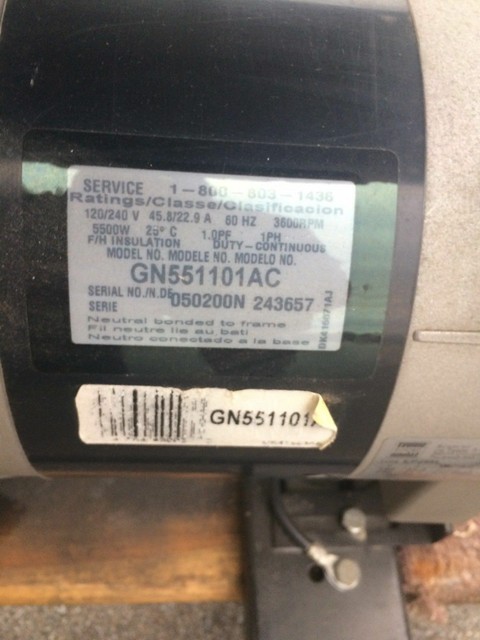 SERVICE 1-800-803-1436
Ratings/Classe/Clasificacion
120/240 V 45.8/22.9 A 60 HZ 3600RPM
5500W 25° C 1.0PF 1PH
F/H INSULATION DUTY-CONTINUOUS
MODEL NO. MODELE NO. MODELO NO.
GN551101AC
SERIAL NO./N.DE 050200N 243657
SERIE
Neutral bonded to frame
Fil neutre lie au bati
Neutro conectado a la base
GN551101